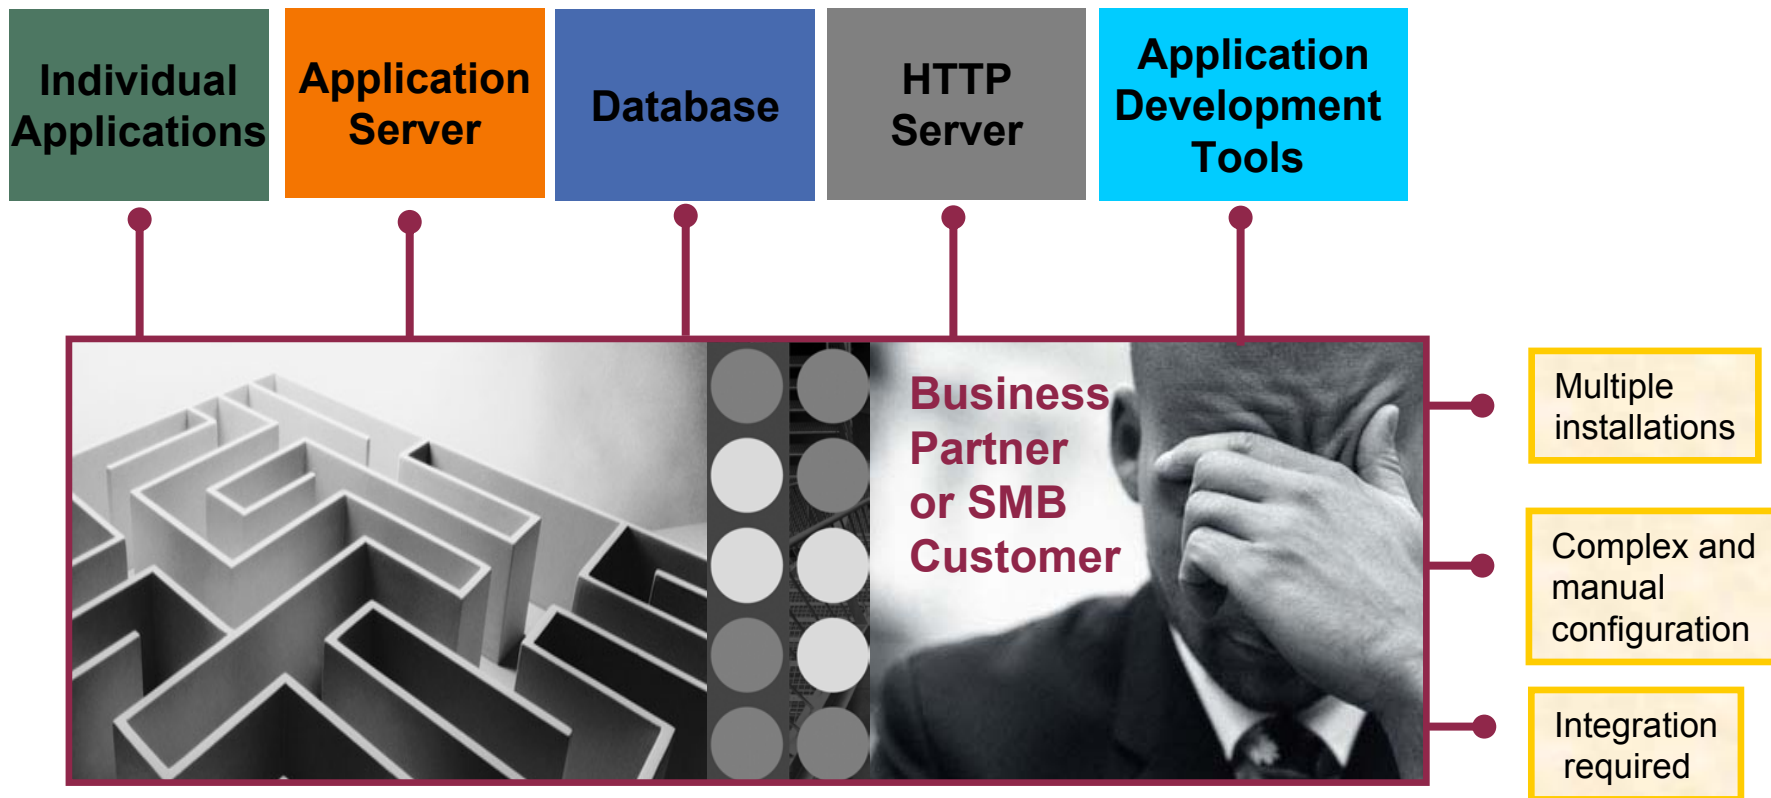 Individual
Applications
Application
Server
Database
HTTP
Server
Application
Development
Tools
Business
Partner
or SMB
Customer
Multiple
installations
Complex and
manual
configuration
Integration
required